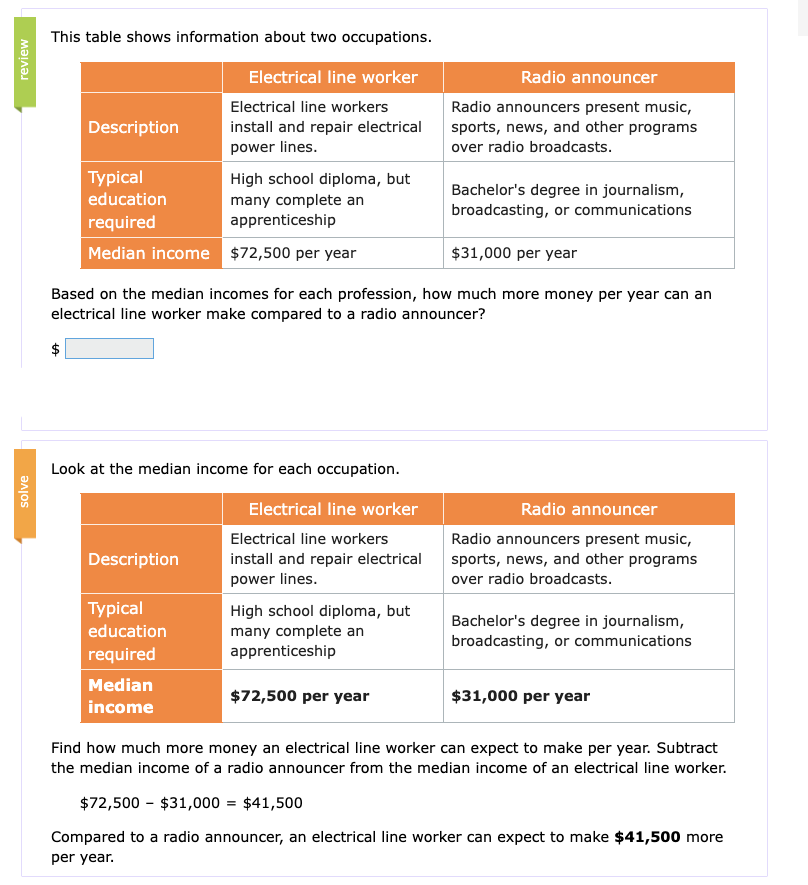 review
This table shows information about two occupations.
Electrical line worker Radio announcer
Description
Electrical line workers
install and repair electrical
power lines.
Radio announcers present music,
sports, news, and other programs
over radio broadcasts.
Typical
education
required
High school diploma, but
many complete an
apprenticeship
Bachelor's degree in journalism,
broadcasting, or communications
Median income $72,500 per year $31,000 per year
Based on the median incomes for each profession, how much more money per year can an
electrical line worker make compared to a radio announcer?
$
solve
Look at the median income for each occupation.
Electrical line worker Radio announcer
Description
Electrical line workers
install and repair electrical
power lines.
Radio announcers present music,
sports, news, and other programs
over radio broadcasts.
Typical
education
required
High school diploma, but
many complete an
apprenticeship
Bachelor's degree in journalism,
broadcasting, or communications
Median
income
$72,500 per year $31,000 per year
Find how much more money an electrical line worker can expect to make per year. Subtract
the median income of a radio announcer from the median income of an electrical line worker.
$72,500 – $31,000 = $41,500
Compared to a radio announcer, an electrical line worker can expect to make $41,500 more
per year.